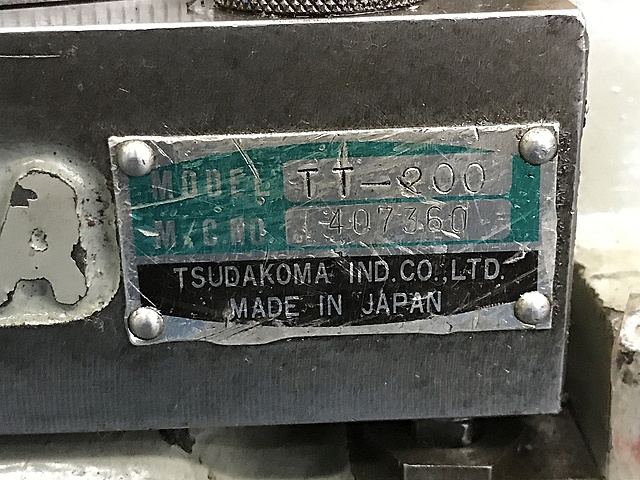 A
MODEL TT-200
M/C NO. 407360
TSUDAKOMA IND.CO.,LTD.
MADE IN JAPAN